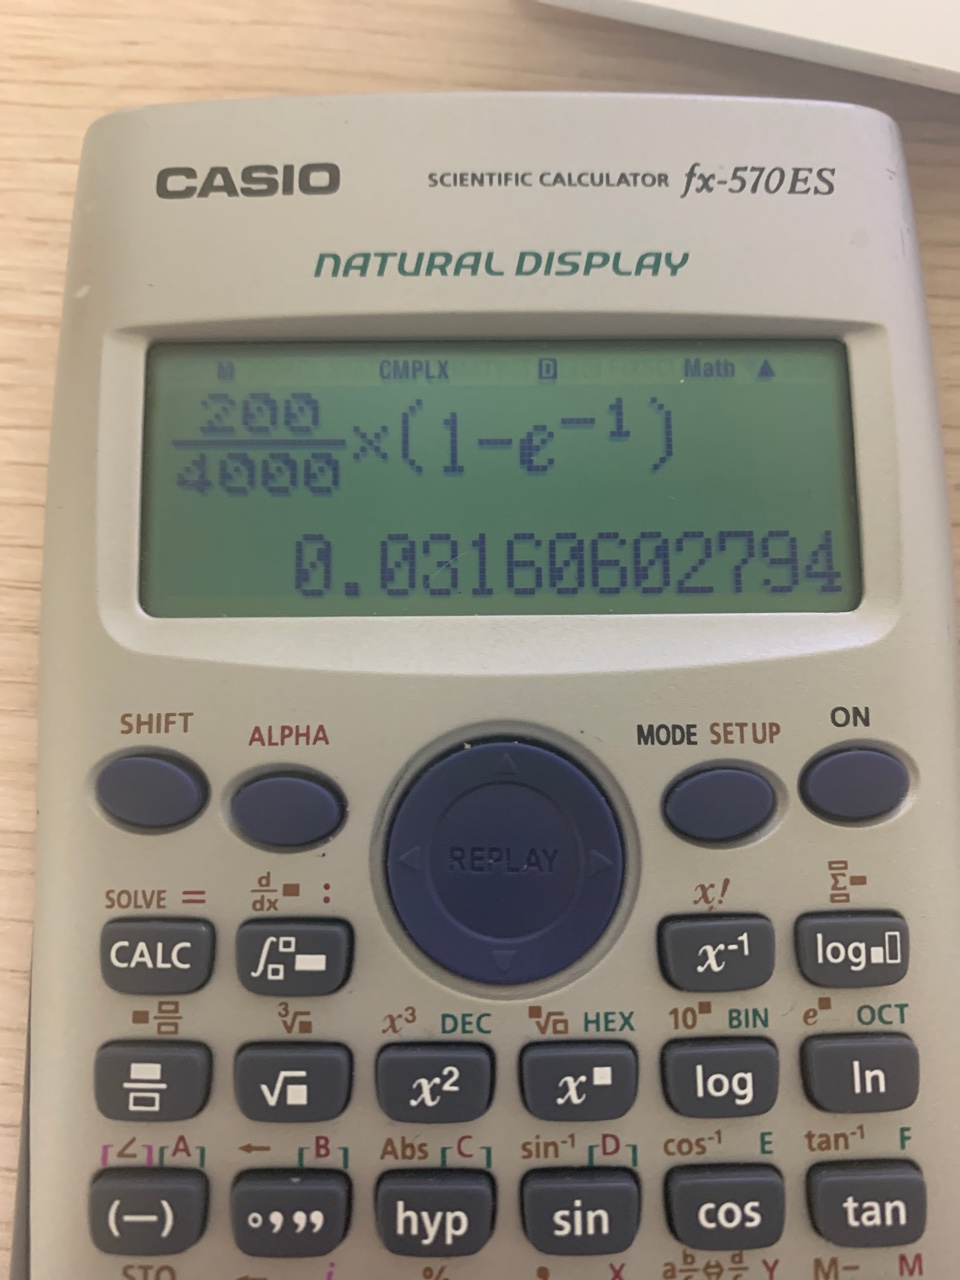 CASIO SCIENTIFIC CALCULATOR fx-570ES
NATURAL DISPLAY
M CMPLX D Math ▲
200
4000
×(1-e⁻¹)
0.03160602794
SHIFT ALPHA MODE SETUP ON
REPLAY
SOLVE = d/dx■ : x! Σ
CALC ∫ x⁻¹ log
³√■ x³ DEC √ HEX 10■ BIN e■ OCT
√■ x² x■ log ln
[∠] [A] ← [B] Abs [C] sin⁻¹ [D] cos⁻¹ E tan⁻¹ F
(−) °,,, hyp sin cos tan
STO ← i % , X a b/c⇔d/c Y M− M